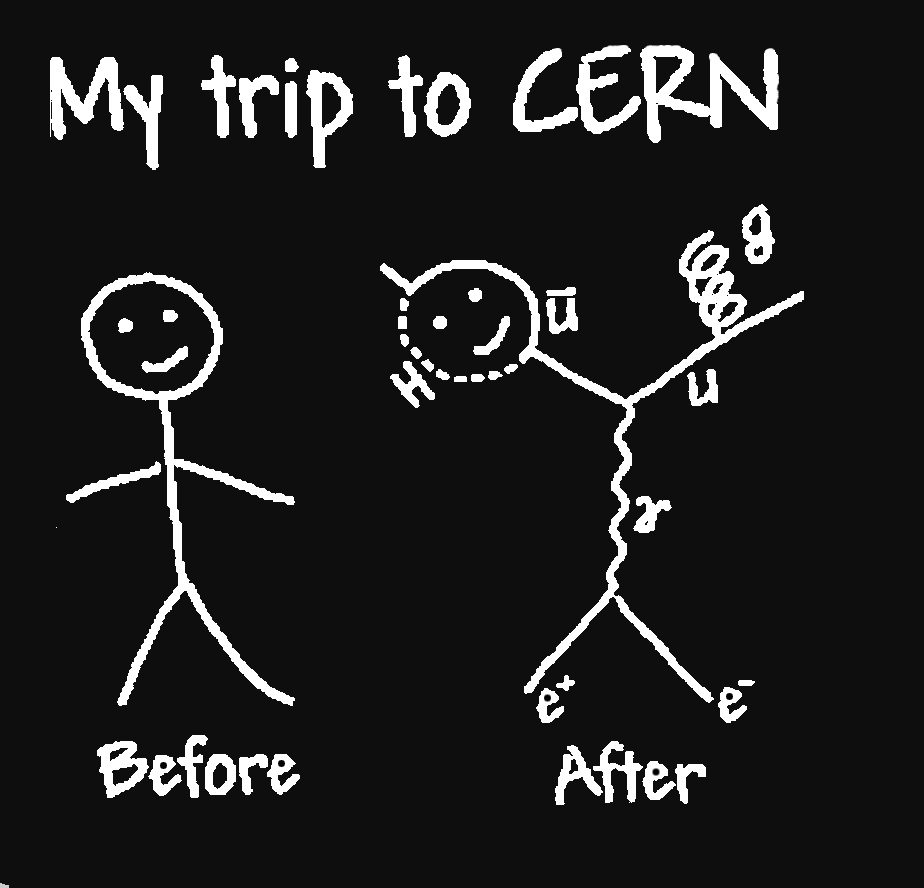 My trip to CERN
g
ū
H
u
γ
e⁺
e⁻
Before
After